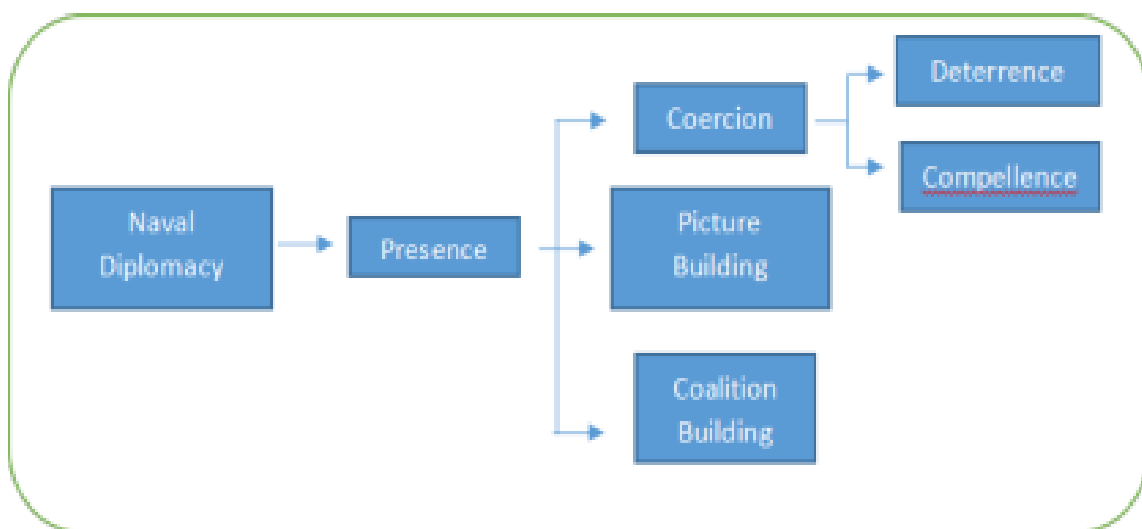 Naval
Diplomacy
Presence
Coercion
Picture
Building
Coalition
Building
Deterrence
Compellence